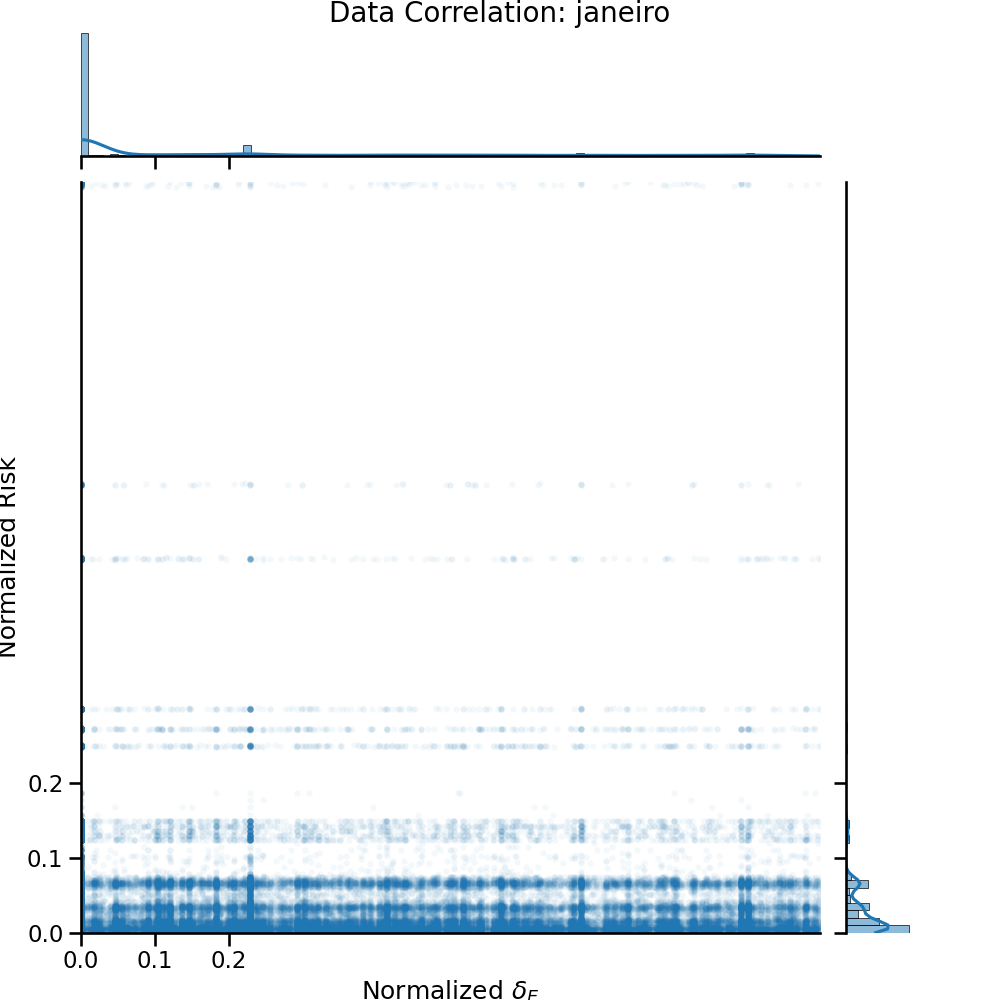 Data Correlation: janeiro
Normalized Risk
0.2
0.1
0.0
0.0 0.1 0.2
Normalized δF